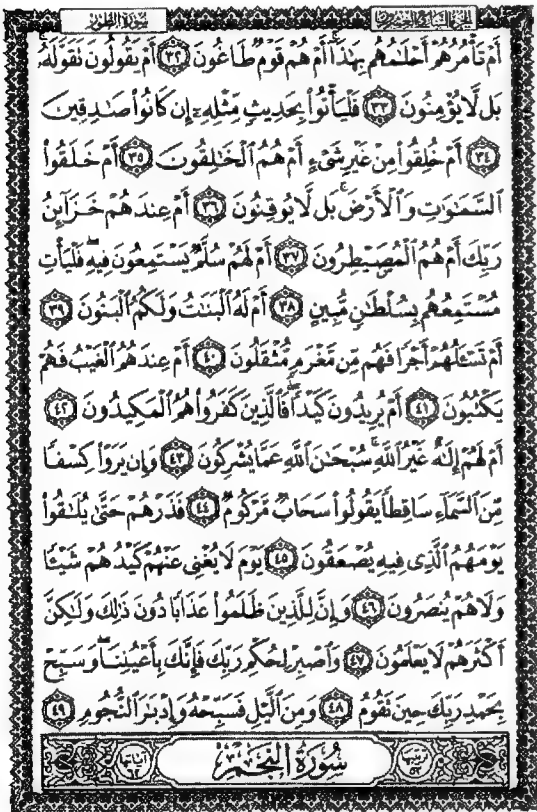 الجزء السابع والعشرون سورة الطور
أَمْ تَأْمُرُهُمْ أَحْلَٰمُهُم بِهَٰذَآ ۚ أَمْ هُمْ قَوْمٌ طَاغُونَ ٣٢ أَمْ يَقُولُونَ تَقَوَّلَهُۥ
بَل لَّا يُؤْمِنُونَ ٣٣ فَلْيَأْتُوا۟ بِحَدِيثٍ مِّثْلِهِۦٓ إِن كَانُوا۟ صَٰدِقِينَ
٣٤ أَمْ خُلِقُوا۟ مِنْ غَيْرِ شَىْءٍ أَمْ هُمُ ٱلْخَٰلِقُونَ ٣٥ أَمْ خَلَقُوا۟
ٱلسَّمَٰوَٰتِ وَٱلْأَرْضَ ۚ بَل لَّا يُوقِنُونَ ٣٦ أَمْ عِندَهُمْ خَزَآئِنُ
رَبِّكَ أَمْ هُمُ ٱلْمُصَۣيْطِرُونَ ٣٧ أَمْ لَهُمْ سُلَّمٌ يَسْتَمِعُونَ فِيهِ ۖ فَلْيَأْتِ
مُسْتَمِعُهُم بِسُلْطَٰنٍ مُّبِينٍ ٣٨ أَمْ لَهُ ٱلْبَنَٰتُ وَلَكُمُ ٱلْبَنُونَ ٣٩
أَمْ تَسْـَٔلُهُمْ أَجْرًا فَهُم مِّن مَّغْرَمٍ مُّثْقَلُونَ ٤٠ أَمْ عِندَهُمُ ٱلْغَيْبُ فَهُمْ
يَكْتُبُونَ ٤١ أَمْ يُرِيدُونَ كَيْدًا ۖ فَٱلَّذِينَ كَفَرُوا۟ هُمُ ٱلْمَكِيدُونَ ٤٢
أَمْ لَهُمْ إِلَٰهٌ غَيْرُ ٱللَّهِ ۚ سُبْحَٰنَ ٱللَّهِ عَمَّا يُشْرِكُونَ ٤٣ وَإِن يَرَوْا۟ كِسْفًا
مِّنَ ٱلسَّمَآءِ سَاقِطًا يَقُولُوا۟ سَحَابٌ مَّرْكُومٌ ٤٤ فَذَرْهُمْ حَتَّىٰ يُلَٰقُوا۟
يَوْمَهُمُ ٱلَّذِى فِيهِ يُصْعَقُونَ ٤٥ يَوْمَ لَا يُغْنِى عَنْهُمْ كَيْدُهُمْ شَيْـًٔا
وَلَا هُمْ يُنصَرُونَ ٤٦ وَإِنَّ لِلَّذِينَ ظَلَمُوا۟ عَذَابًا دُونَ ذَٰلِكَ وَلَٰكِنَّ
أَكْثَرَهُمْ لَا يَعْلَمُونَ ٤٧ وَٱصْبِرْ لِحُكْمِ رَبِّكَ فَإِنَّكَ بِأَعْيُنِنَا ۖ وَسَبِّحْ
بِحَمْدِ رَبِّكَ حِينَ تَقُومُ ٤٨ وَمِنَ ٱلَّيْلِ فَسَبِّحْهُ وَإِدْبَٰرَ ٱلنُّجُومِ ٤٩
ترتيبها ٥٣ سُورَةُ النَّجْمِ آياتها ٦٢